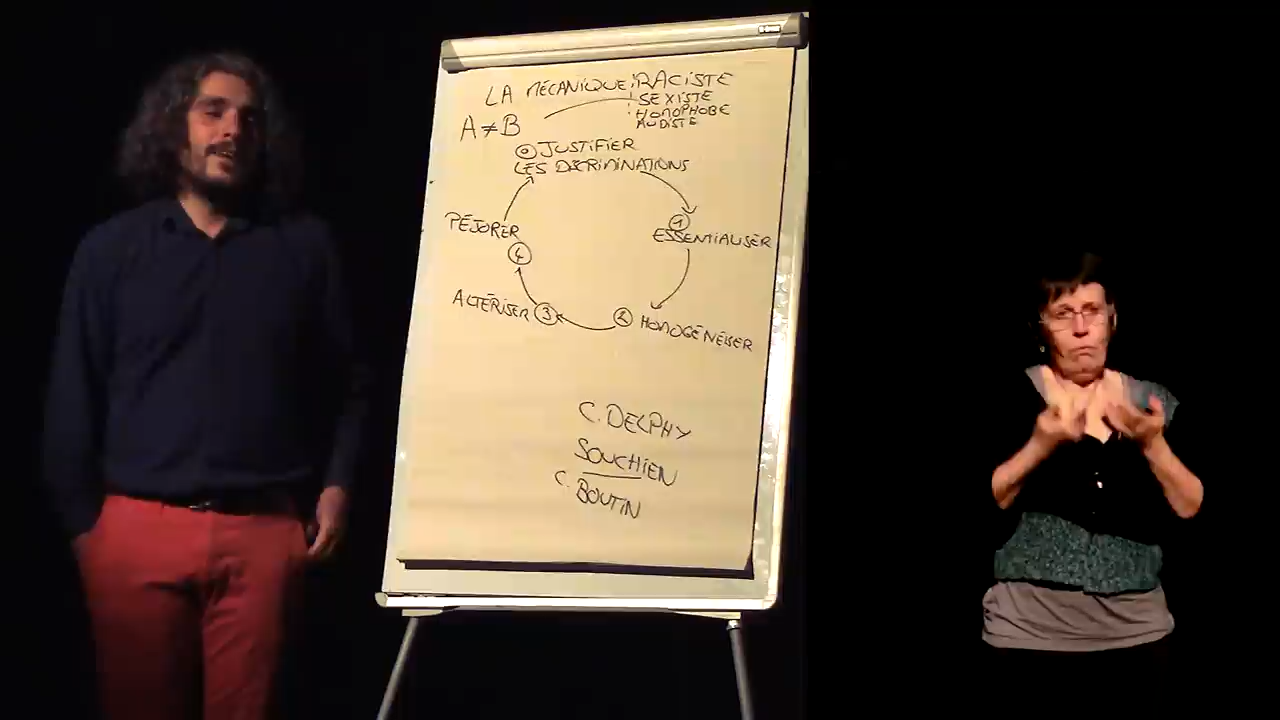 LA MÉCANIQUE RACISTE
SEXISTE
HOMOPHOBE
AUDISTE
A ≠ B
0 JUSTIFIER
LES DISCRIMINATIONS
1
ESSENTIALISER
2 HOMOGÉNÉISER
ALTÉRISER 3
PÉJORER
4
C. DELPHY
SOUCHIEN
C. BOUTIN